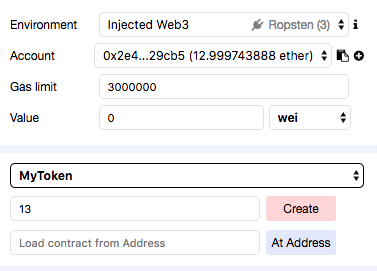 Environment Injected Web3 Ropsten (3) i
Account 0x2e4...29cb5 (12.999743888 ether)
Gas limit 3000000
Value 0 wei
MyToken
13 Create
Load contract from Address At Address